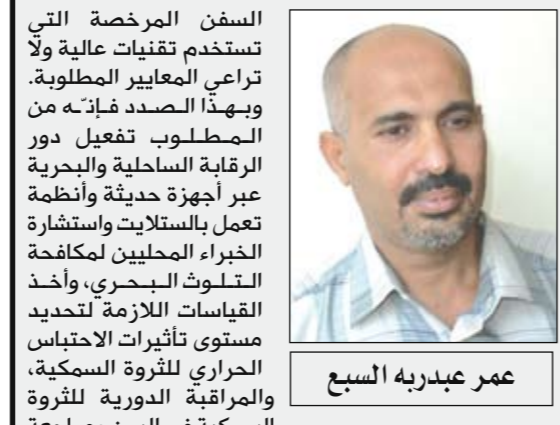 السفن المرخصة التي
تستخدم تقنيات عالية ولا
تراعي المعايير المطلوبة.
وبهذا الصدد فإنّه من
المطلوب تفعيل دور
الرقابة الساحلية والبحرية
عبر أجهزة حديثة وأنظمة
تعمل بالستلايت واستشارة
الخبراء المحليين لمكافحة
التلوث البحري، وأخذ
القياسات اللازمة لتحديد
مستوى تأثيرات الاحتباس
الحراري للثروة السمكية،
والمراقبة الدورية للثروة
عمر عبدربه السبع